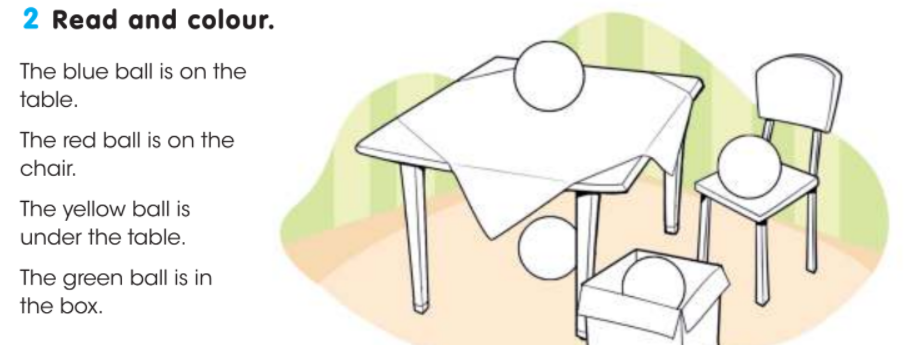 2 Read and colour.
The blue ball is on the
table.
The red ball is on the
chair.
The yellow ball is
under the table.
The green ball is in
the box.